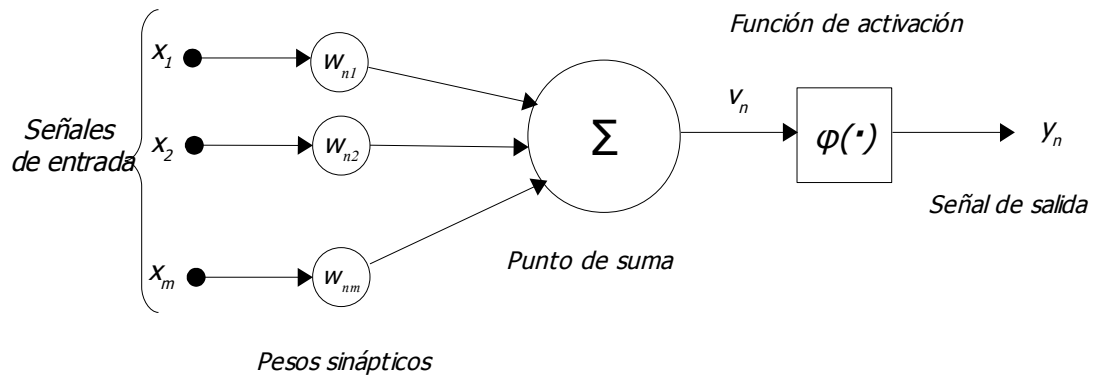 Función de activación
x1
wn1
Señales
de entrada
x2
wn2
Σ
vn
φ(·)
yn
Señal de salida
xm
wnm
Punto de suma
Pesos sinápticos